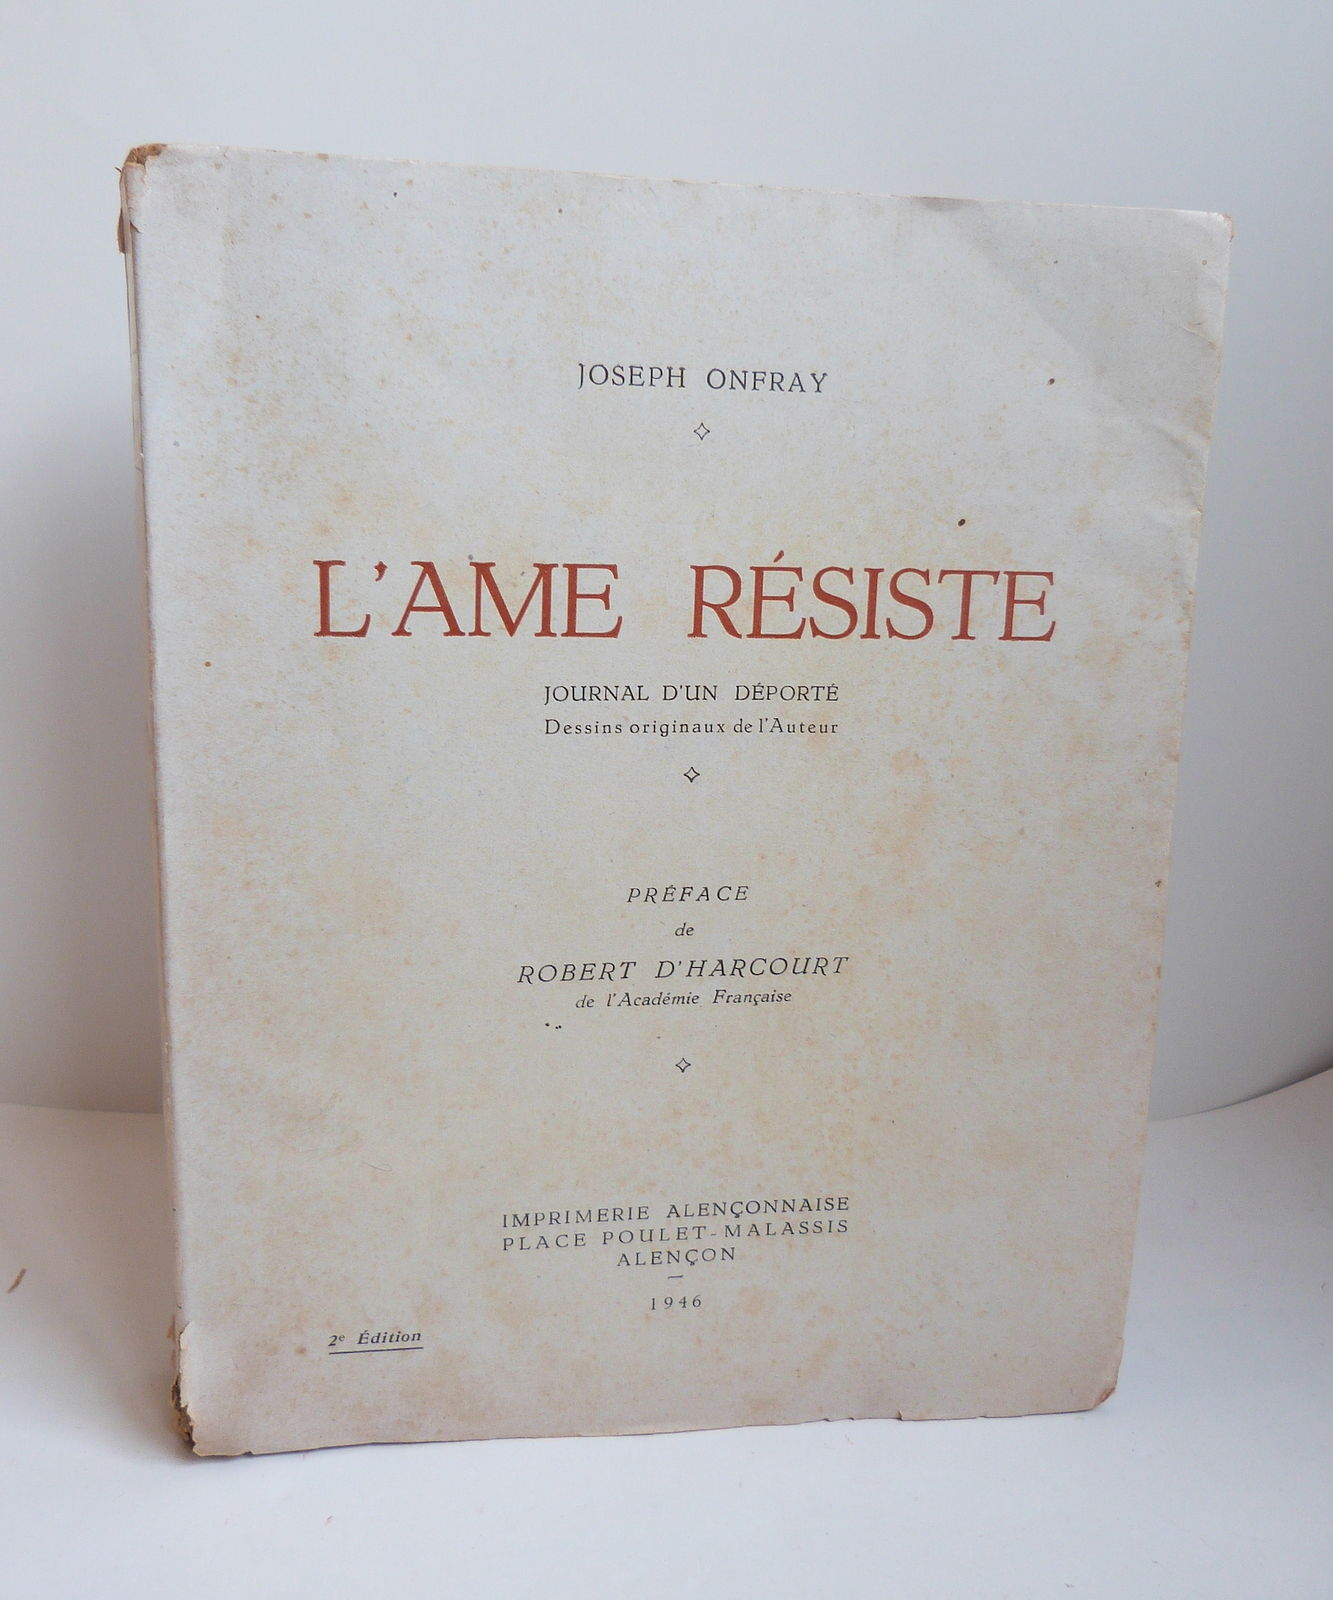 JOSEPH ONFRAY
L'AME RÉSISTE
JOURNAL D'UN DÉPORTÉ
Dessins originaux de l'Auteur
PRÉFACE
de
ROBERT D'HARCOURT
de l'Académie Française
IMPRIMERIE ALENÇONNAISE
PLACE POULET-MALASSIS
ALENÇON
1946
2e Édition